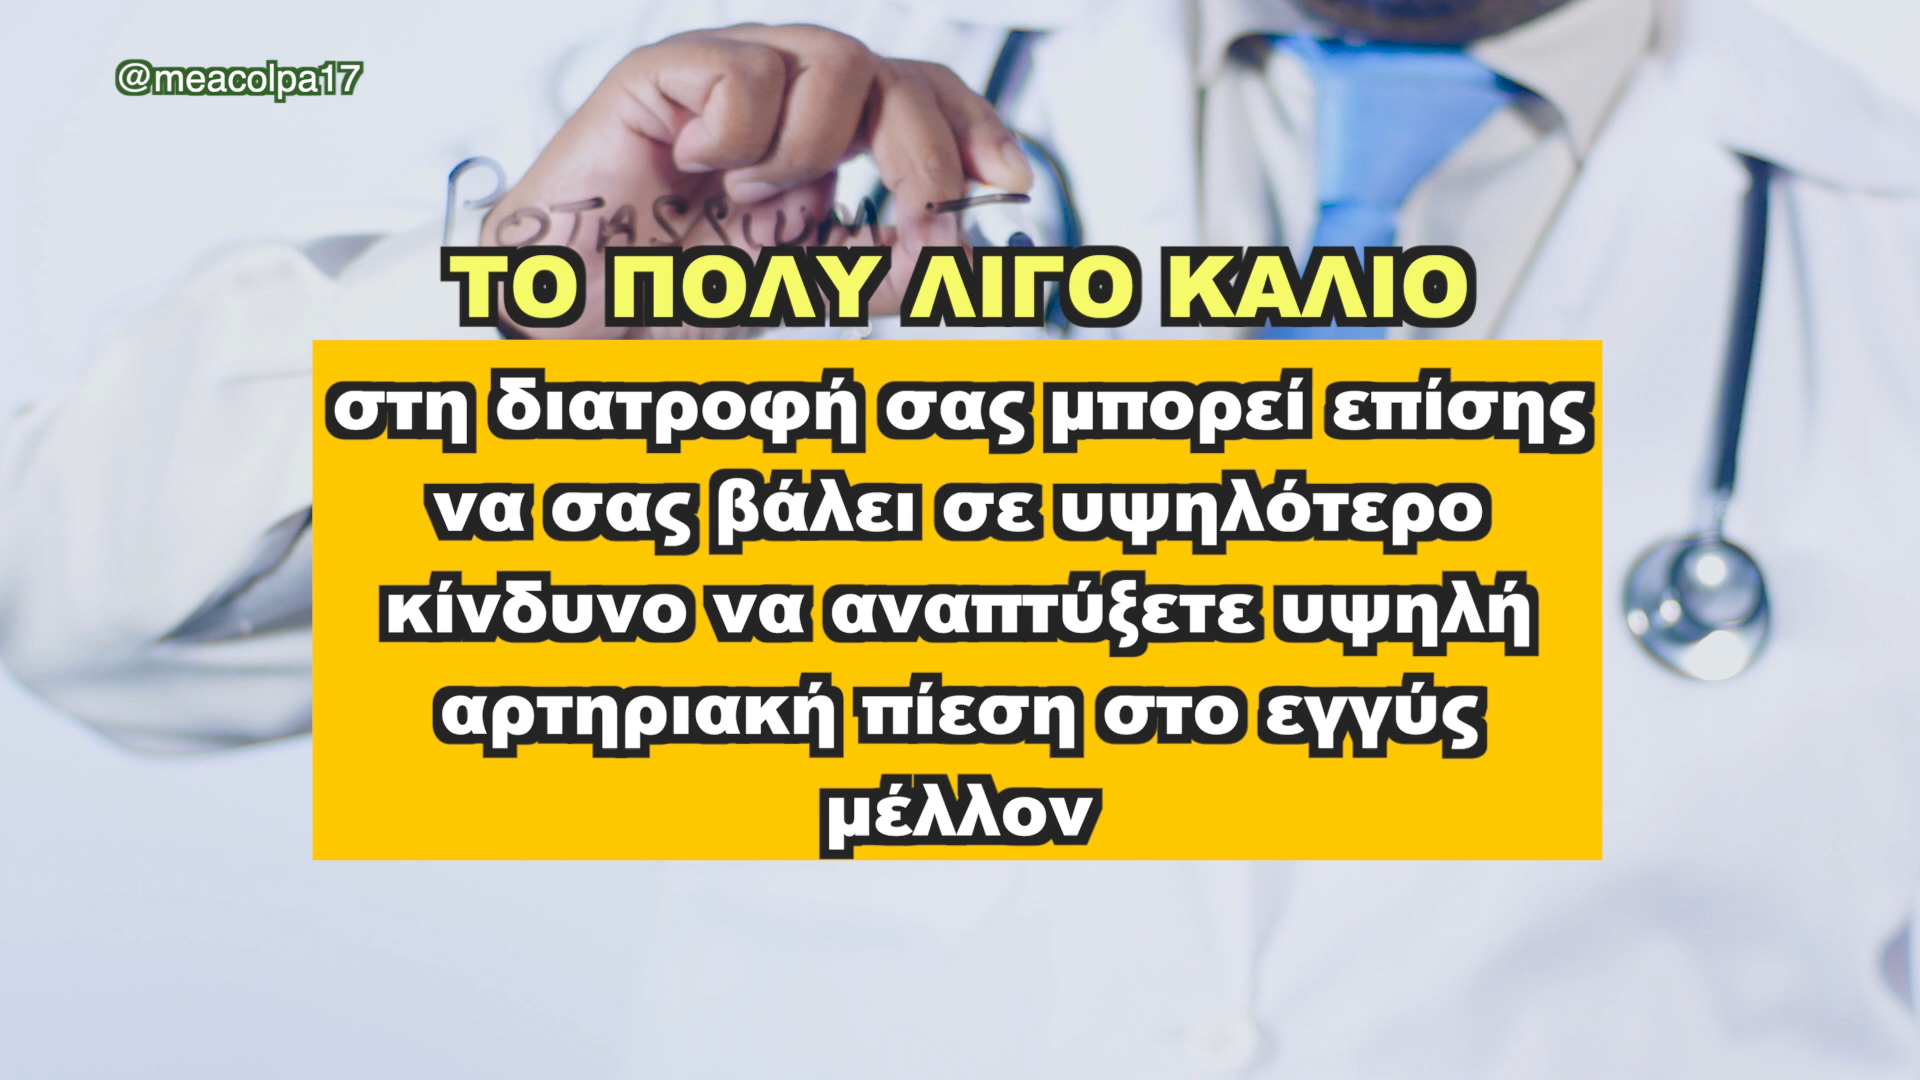 @meacolpa17
POTASSIUM
ΤΟ ΠΟΛΥ ΛΙΓΟ ΚΑΛΙΟ
στη διατροφή σας μπορεί επίσης
να σας βάλει σε υψηλότερο
κίνδυνο να αναπτύξετε υψηλή
αρτηριακή πίεση στο εγγύς
μέλλον